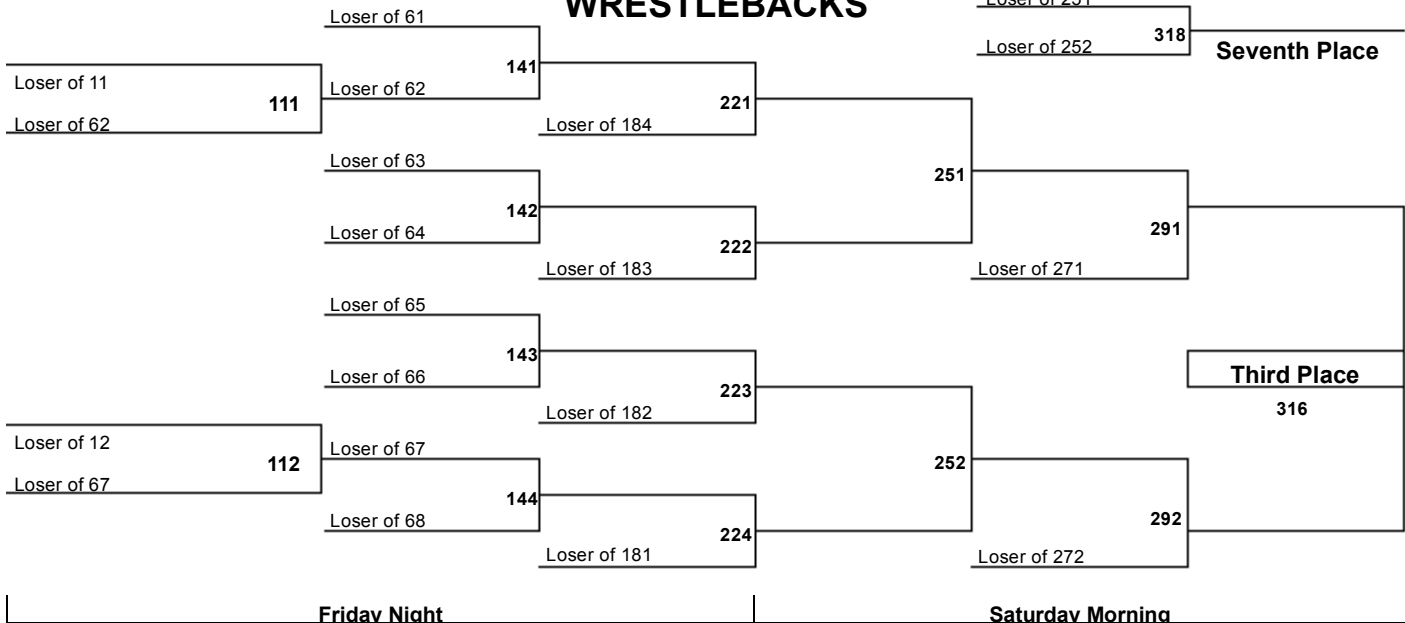 WRESTLEBACKS
Loser of 251
318
Loser of 252
Seventh Place
Loser of 61
141
Loser of 62
Loser of 11
111
Loser of 62
221
Loser of 184
Loser of 63
142
Loser of 64
251
222
Loser of 183
291
Loser of 271
Loser of 65
143
Loser of 66
223
Loser of 182
Third Place
316
Loser of 12
112
Loser of 67
Loser of 67
144
Loser of 68
252
224
Loser of 181
292
Loser of 272
Friday Night
Saturday Morning